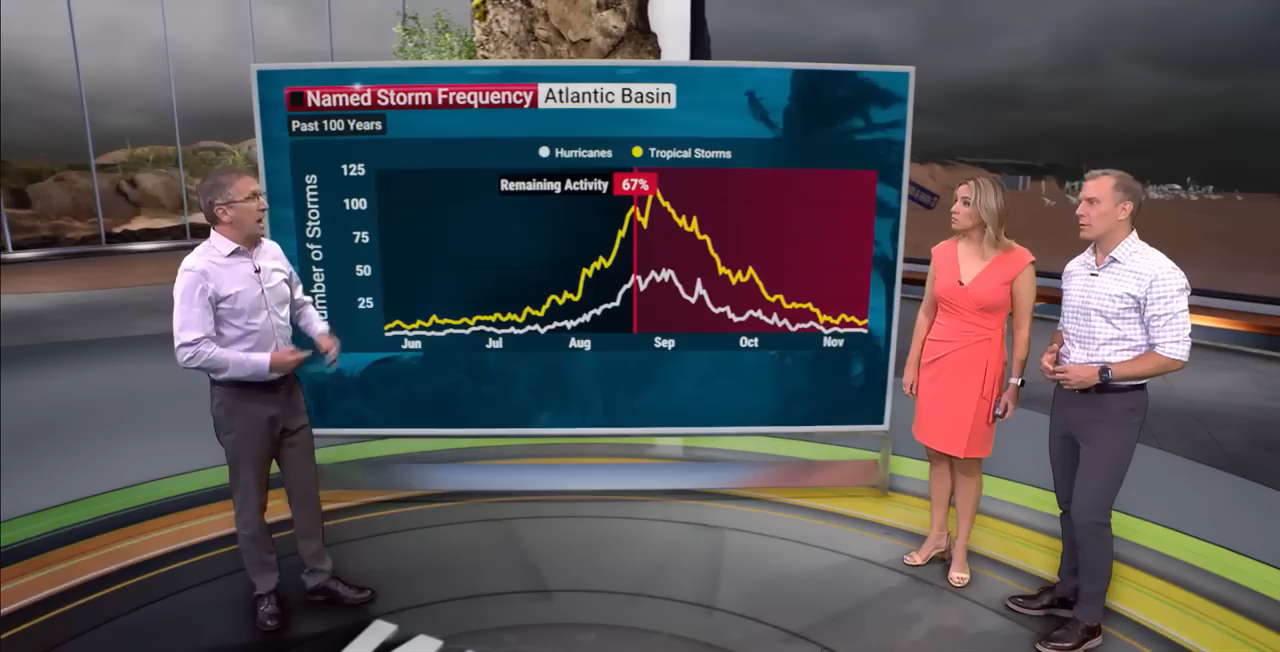 Named Storm Frequency Atlantic Basin
Past 100 Years
Hurricanes Tropical Storms
Remaining Activity 67%
125
100
75
50
25
umber of Storms
Jun Jul Aug Sep Oct Nov